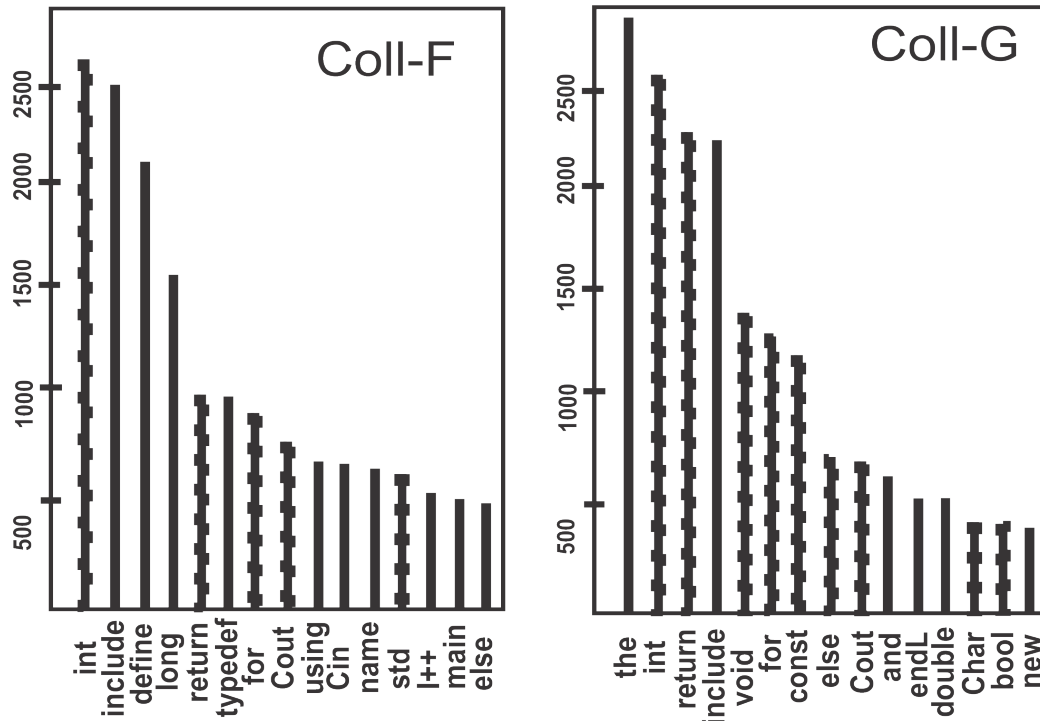 Coll-F
2500
2000
1500
1000
500
int
include
define
long
return
typedef
for
Cout
using
Cin
name
std
I++
main
else
Coll-G
2500
2000
1500
1000
500
the
int
return
include
void
for
const
else
Cout
and
endL
double
Char
bool
new